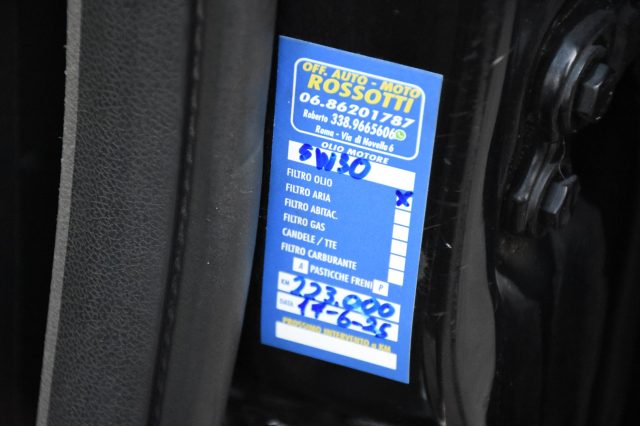 OFF. AUTO - MOTO
ROSSOTTI
06.86201787
Roberto 338.9665606
Roma - Via di Novella 6
OLIO MOTORE
5W30
FILTRO OLIO X
FILTRO ARIA
FILTRO ABITAC.
FILTRO GAS
CANDELE / TTE
FILTRO CARBURANTE
A PASTICCHE FRENI P
KM 223.000
DATA 17-6-25
PROSSIMO INTERVENTO a KM